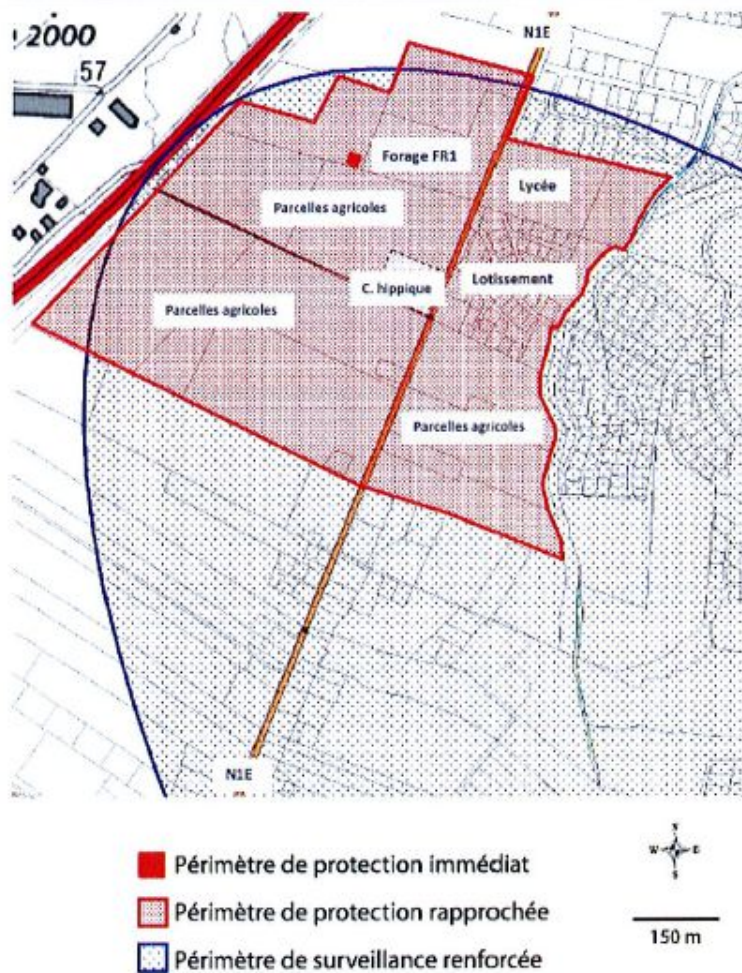 2000
57
N1E
Forage FR1
Lycée
Parcelles agricoles
C. hippique
Lotissement
Parcelles agricoles
Parcelles agricoles
N1E
Périmètre de protection immédiat
Périmètre de protection rapprochée
Périmètre de surveillance renforcée
N
W E
S
150 m